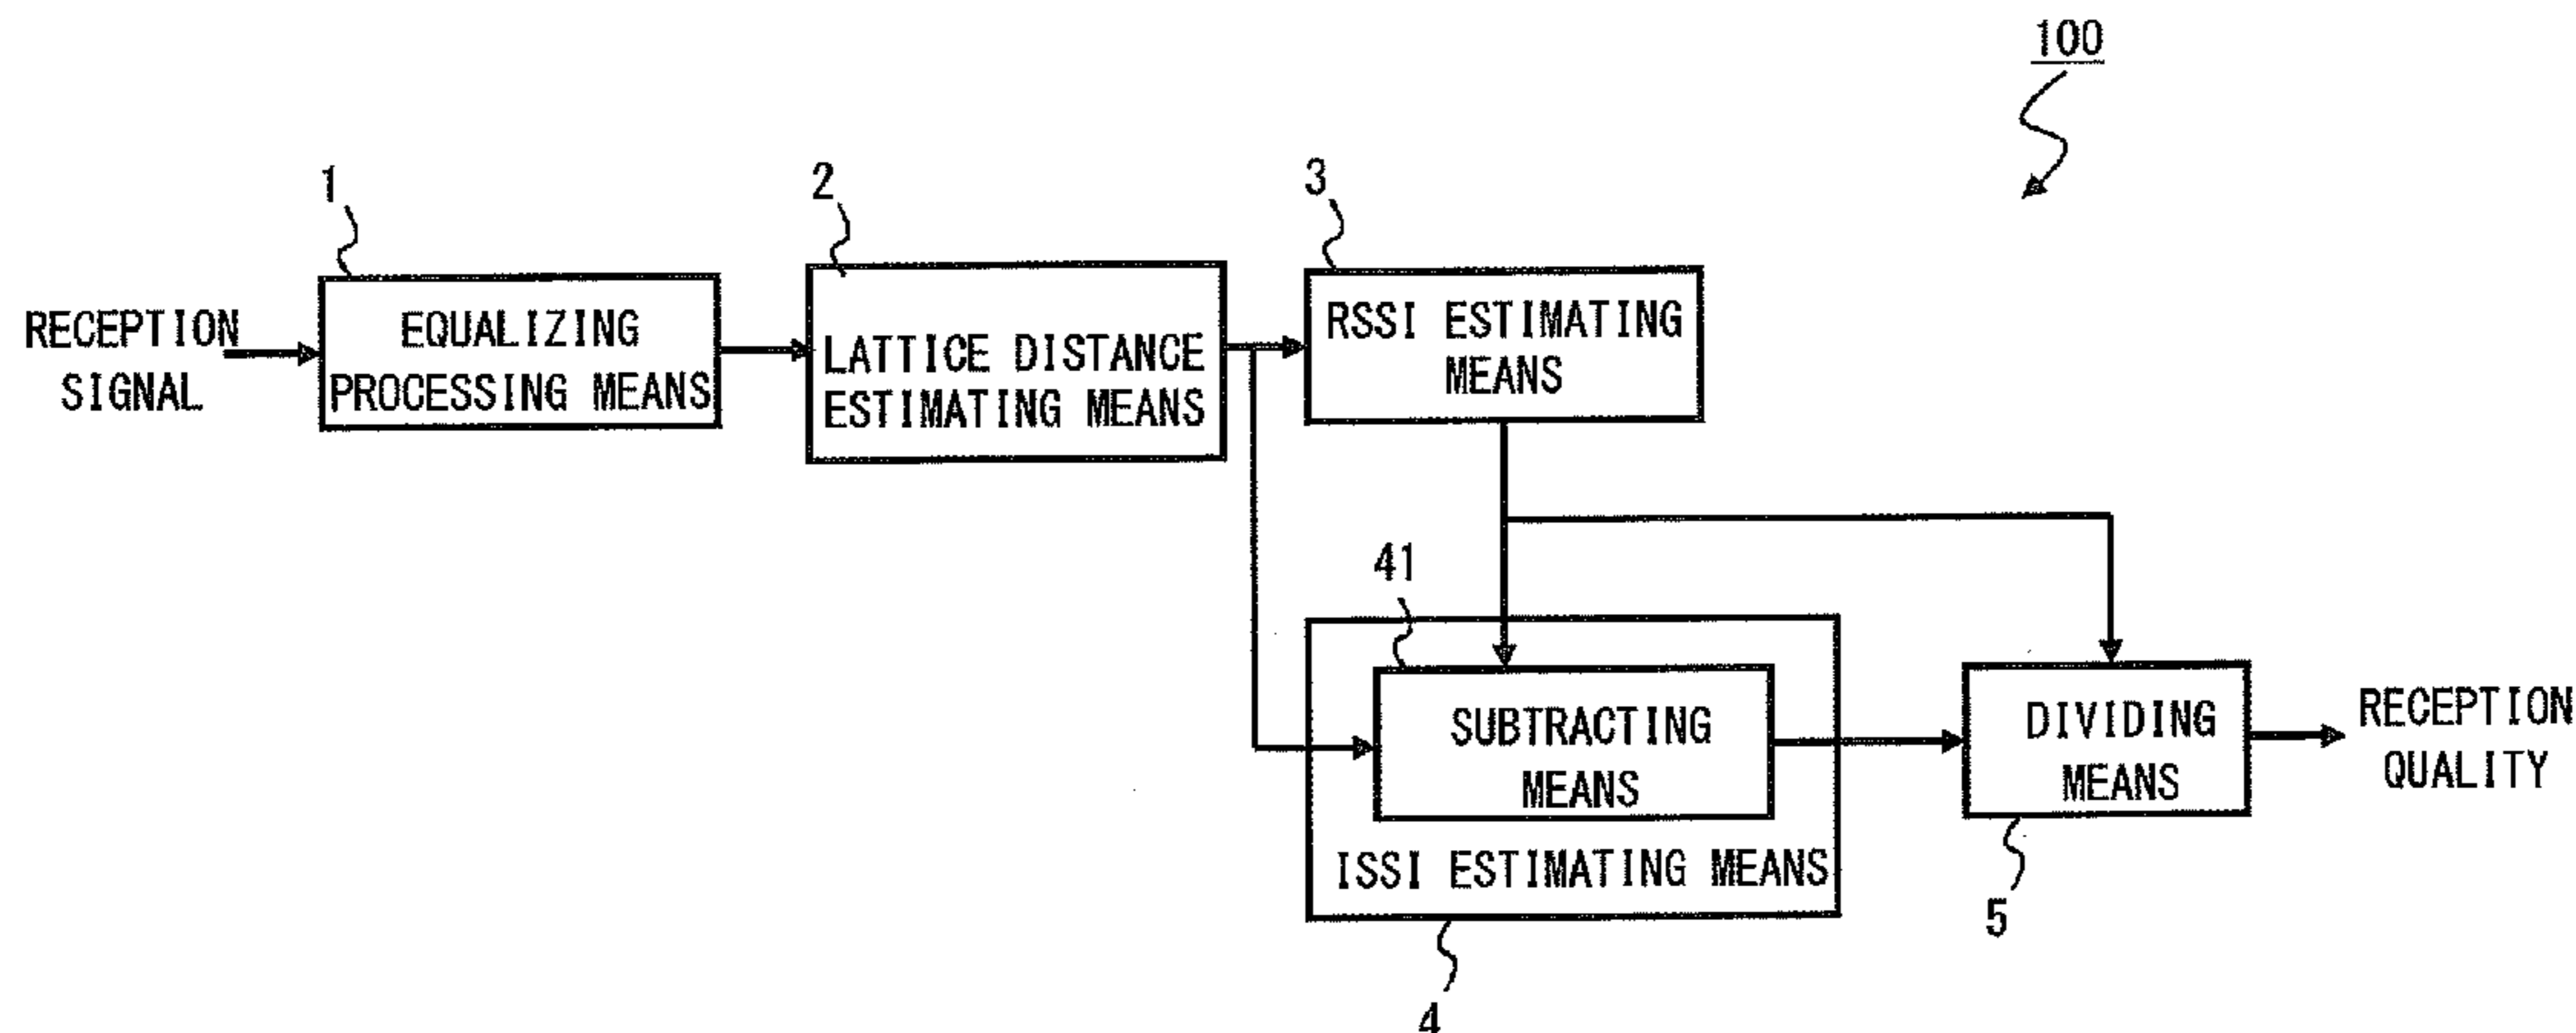 100
1
2
3
RECEPTION
SIGNAL
EQUALIZING
PROCESSING MEANS
LATTICE DISTANCE
ESTIMATING MEANS
RSSI ESTIMATING
MEANS
41
SUBTRACTING
MEANS
ISSI ESTIMATING MEANS
4
DIVIDING
MEANS
5
RECEPTION
QUALITY